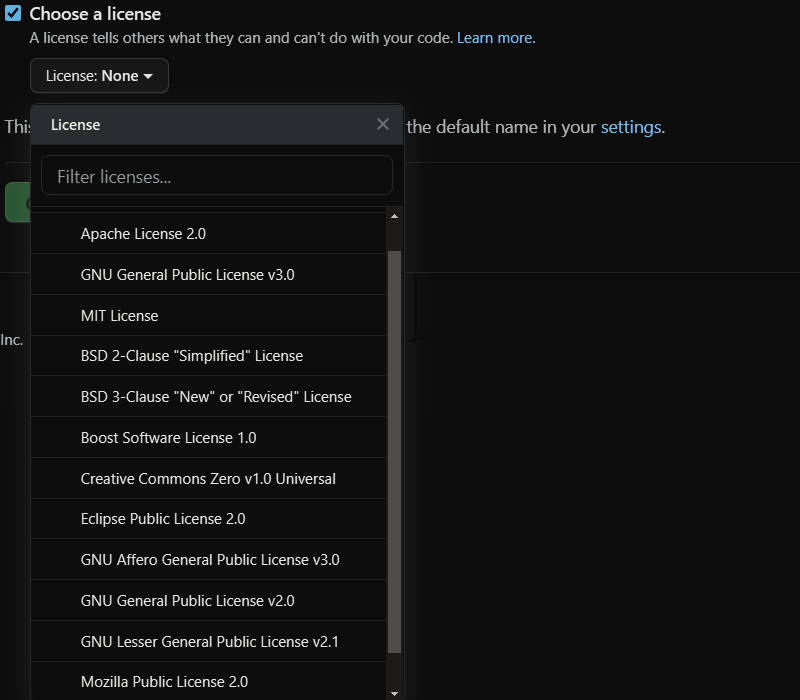 Choose a license
A license tells others what they can and can't do with your code. Learn more.
License: None
This
License
the default name in your settings.
Filter licenses...
Apache License 2.0
GNU General Public License v3.0
MIT License
Inc.
BSD 2-Clause "Simplified" License
BSD 3-Clause "New" or "Revised" License
Boost Software License 1.0
Creative Commons Zero v1.0 Universal
Eclipse Public License 2.0
GNU Affero General Public License v3.0
GNU General Public License v2.0
GNU Lesser General Public License v2.1
Mozilla Public License 2.0